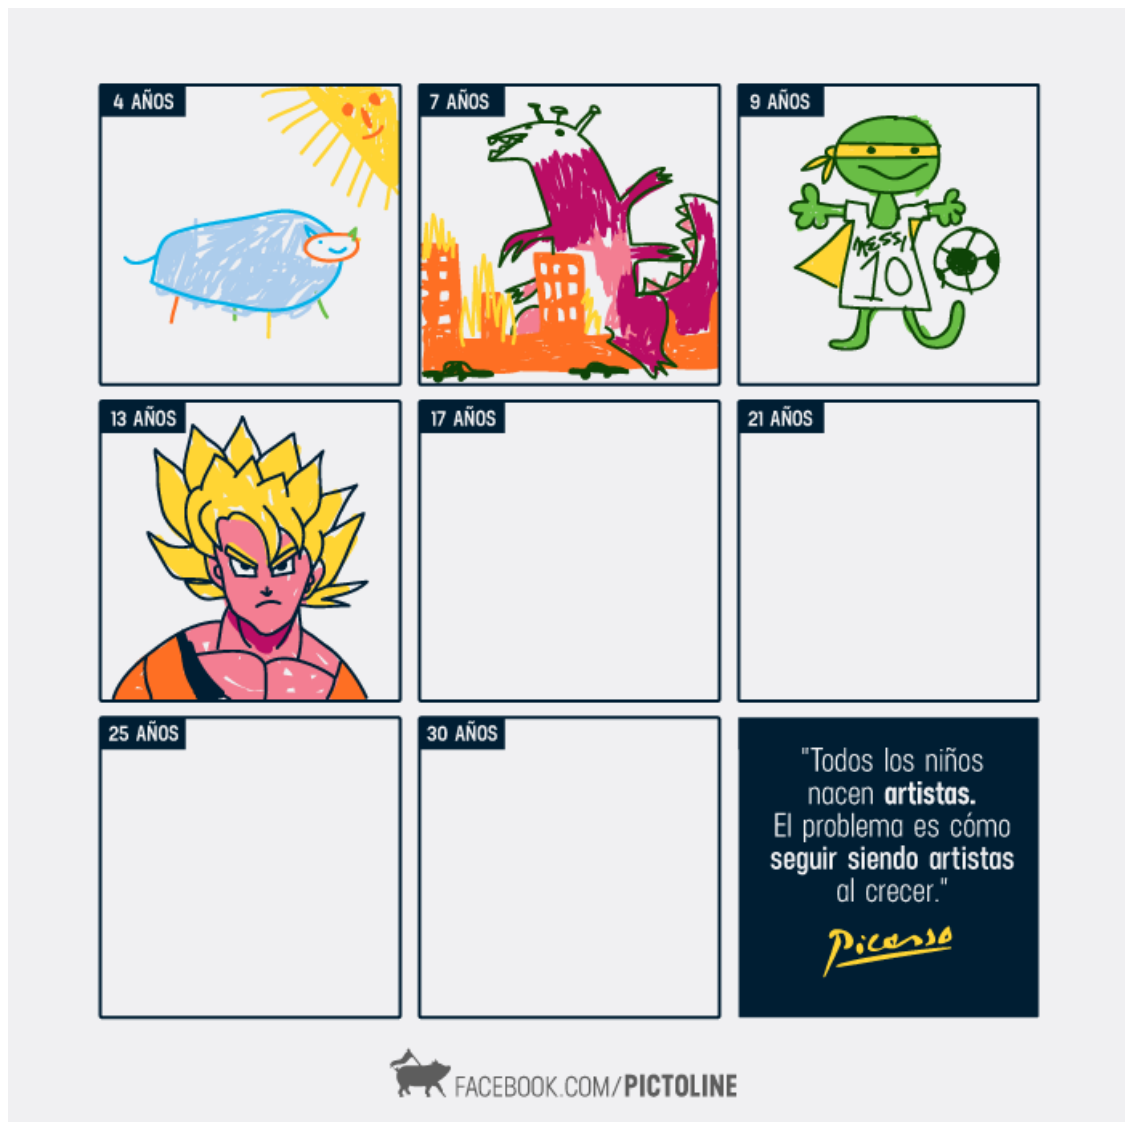 4 AÑOS
7 AÑOS
9 AÑOS
MESSI
10
13 AÑOS
17 AÑOS
21 AÑOS
25 AÑOS
30 AÑOS
"Todos los niños
nacen artistas.
El problema es cómo
seguir siendo artistas
al crecer."
Picasso
FACEBOOK.COM/PICTOLINE